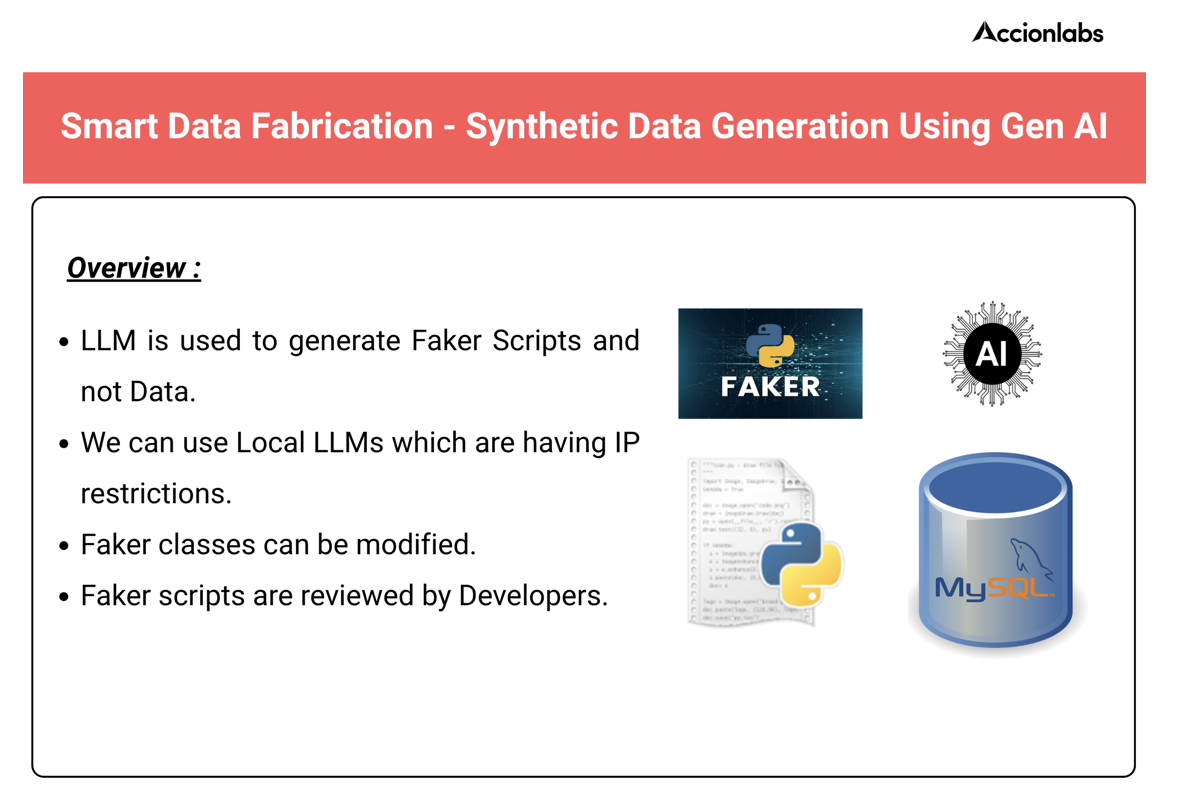 Accionlabs
Smart Data Fabrication - Synthetic Data Generation Using Gen AI
Overview :
• LLM is used to generate Faker Scripts and
not Data.
• We can use Local LLMs which are having IP
restrictions.
• Faker classes can be modified.
• Faker scripts are reviewed by Developers.
FAKER
AI
MySQL